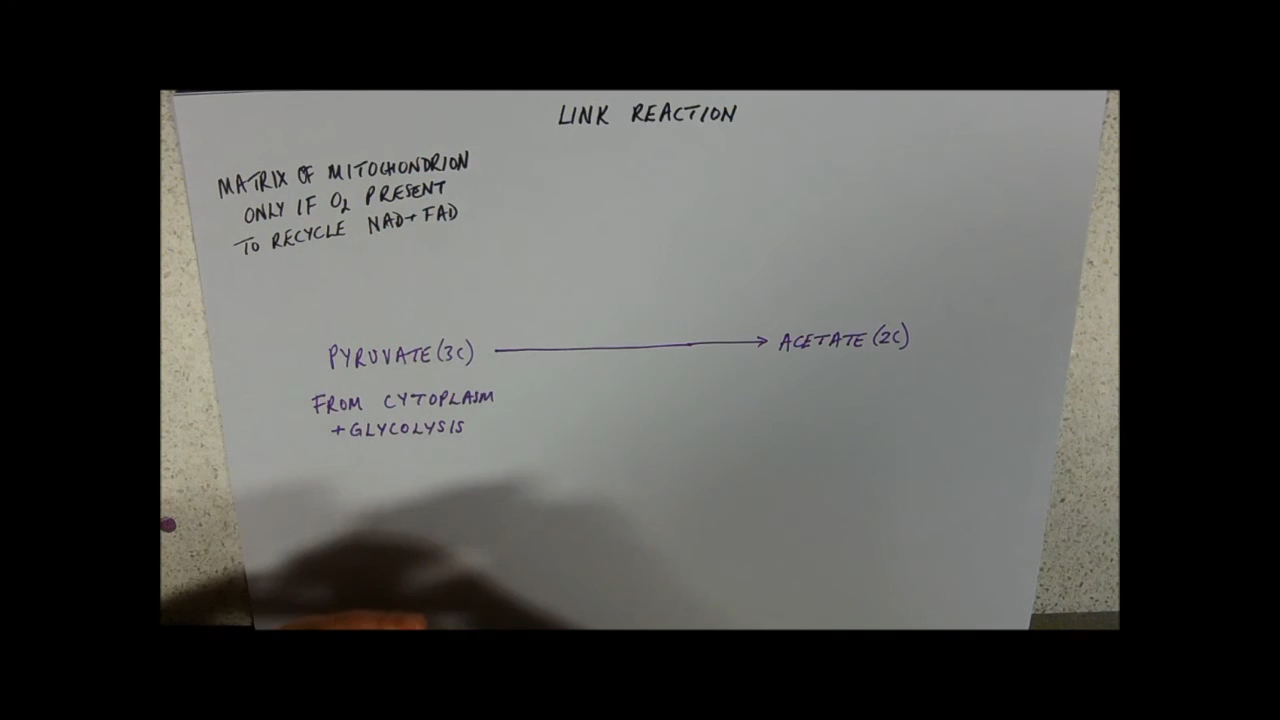 LINK REACTION
MATRIX OF MITOCHONDRION
ONLY IF O₂ PRESENT
TO RECYCLE NAD+FAD
PYRUVATE(3C) → ACETATE(2C)
FROM CYTOPLASM
+GLYCOLYSIS